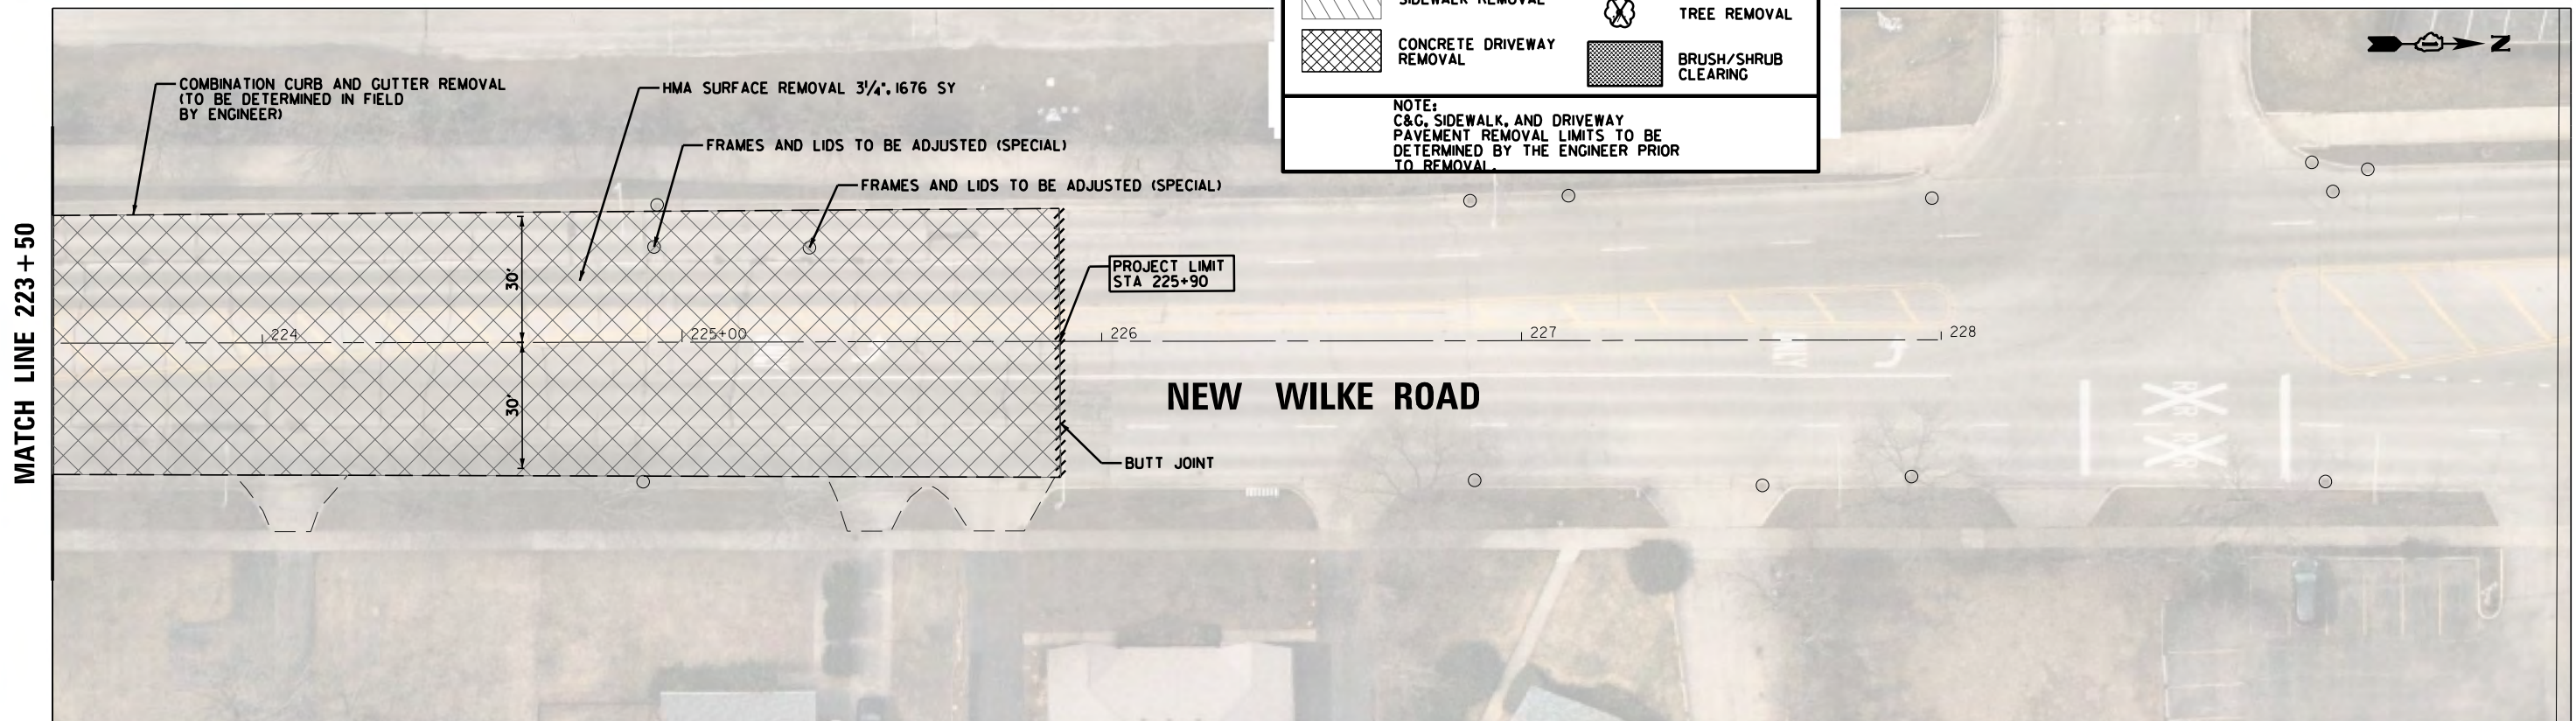 SIDEWALK REMOVAL
TREE REMOVAL
CONCRETE DRIVEWAY
REMOVAL
BRUSH/SHRUB
CLEARING
NOTE:
C&G, SIDEWALK, AND DRIVEWAY
PAVEMENT REMOVAL LIMITS TO BE
DETERMINED BY THE ENGINEER PRIOR
TO REMOVAL.
N
COMBINATION CURB AND GUTTER REMOVAL
(TO BE DETERMINED IN FIELD
BY ENGINEER)
HMA SURFACE REMOVAL 3¼", 1676 SY
FRAMES AND LIDS TO BE ADJUSTED (SPECIAL)
FRAMES AND LIDS TO BE ADJUSTED (SPECIAL)
MATCH LINE 223+50
30'
30'
PROJECT LIMIT
STA 225+90
224
225+00
226
227
228
NEW WILKE ROAD
BUTT JOINT
R R
R R